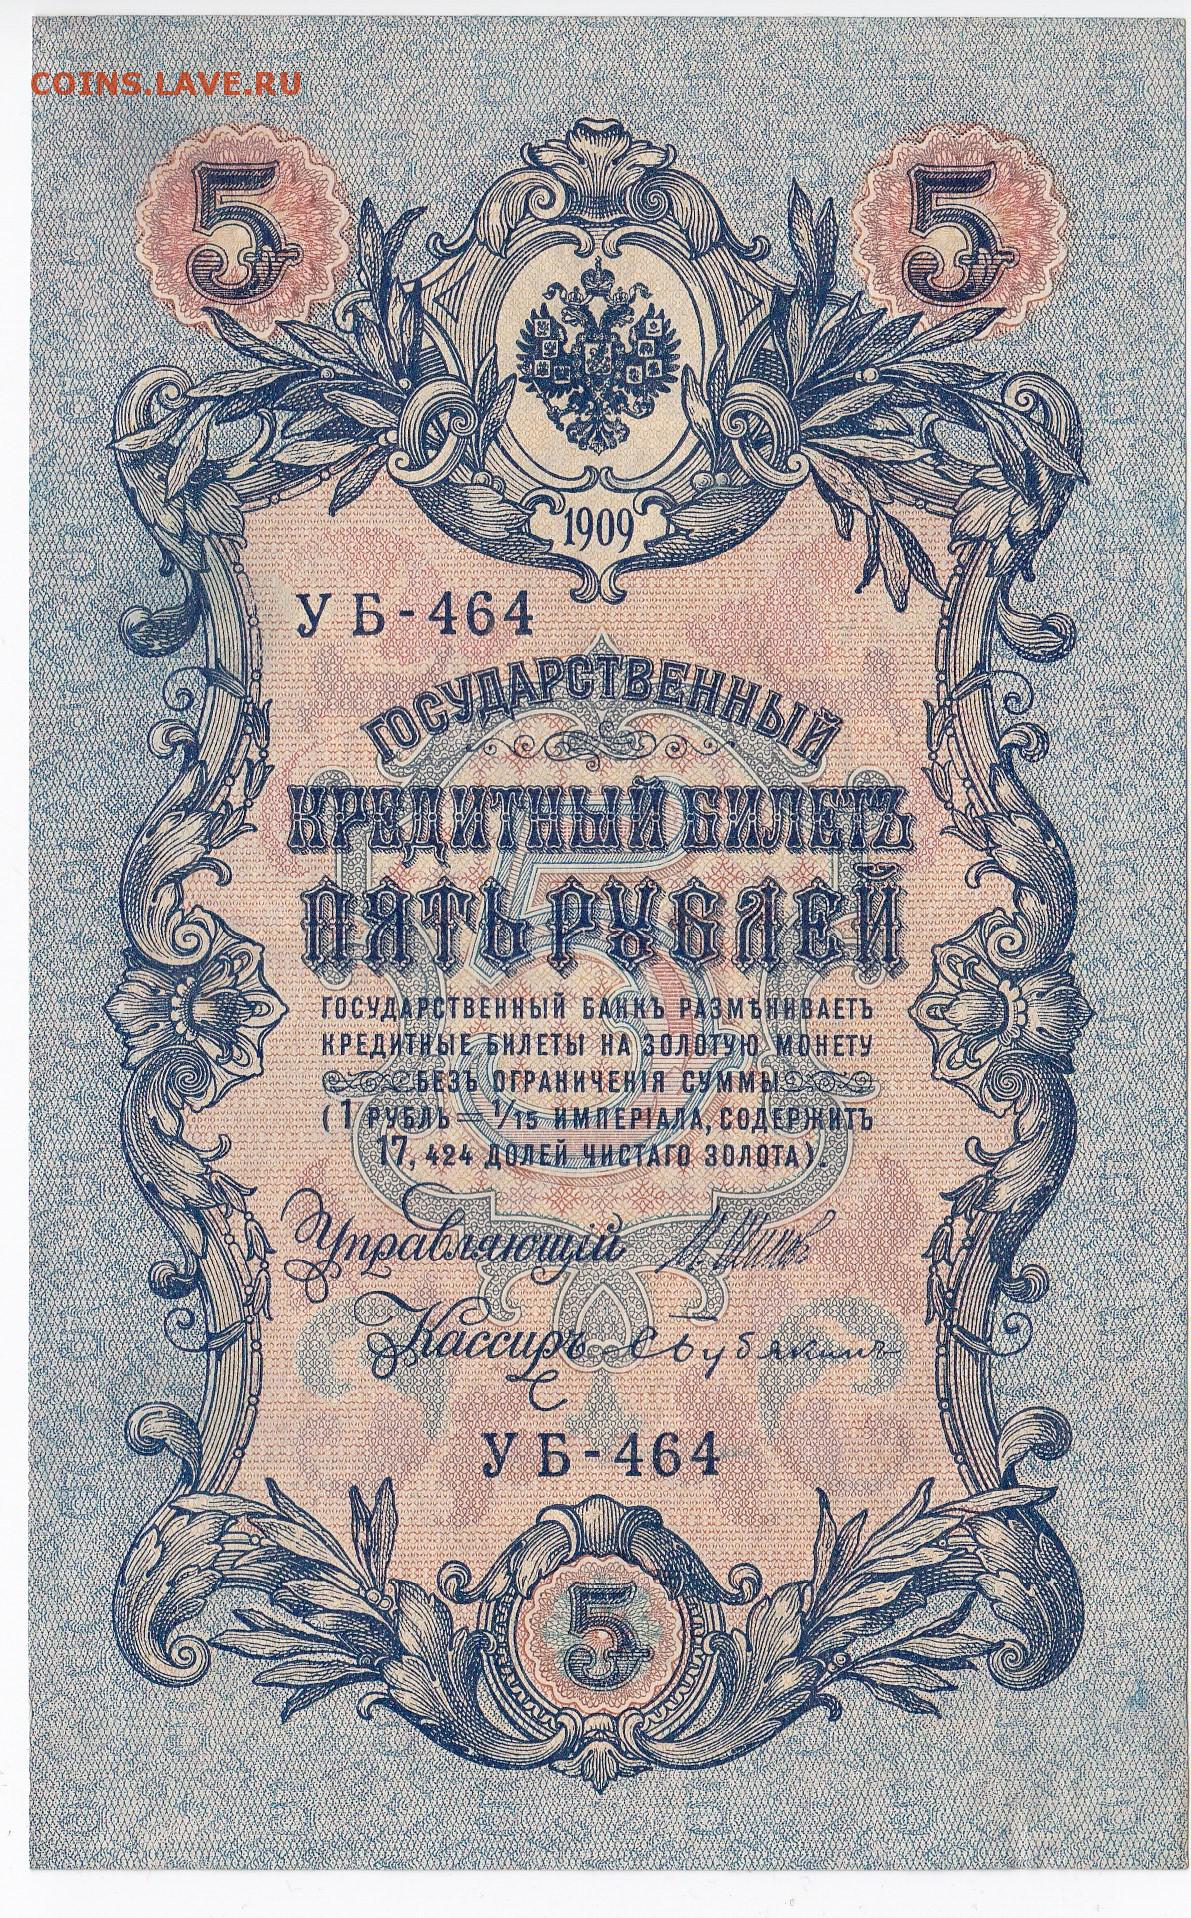 COINS.LAVE.RU
5 5
1909
УБ-464
ГОСУДАРСТВЕННЫЙ
КРЕДИТНЫЙ БИЛЕТЪ
ПЯТЬ РУБЛЕЙ
ГОСУДАРСТВЕННЫЙ БАНКЪ РАЗМѢНИВАЕТЪ
КРЕДИТНЫЕ БИЛЕТЫ НА ЗОЛОТУЮ МОНЕТУ
БЕЗЪ ОГРАНИЧЕНІЯ СУММЫ
(1 РУБЛЬ — 1/15 ИМПЕРІАЛА, СОДЕРЖИТЪ
17,424 ДОЛЕЙ ЧИСТАГО ЗОЛОТА).
Управляющій
Кассиръ
УБ-464
5